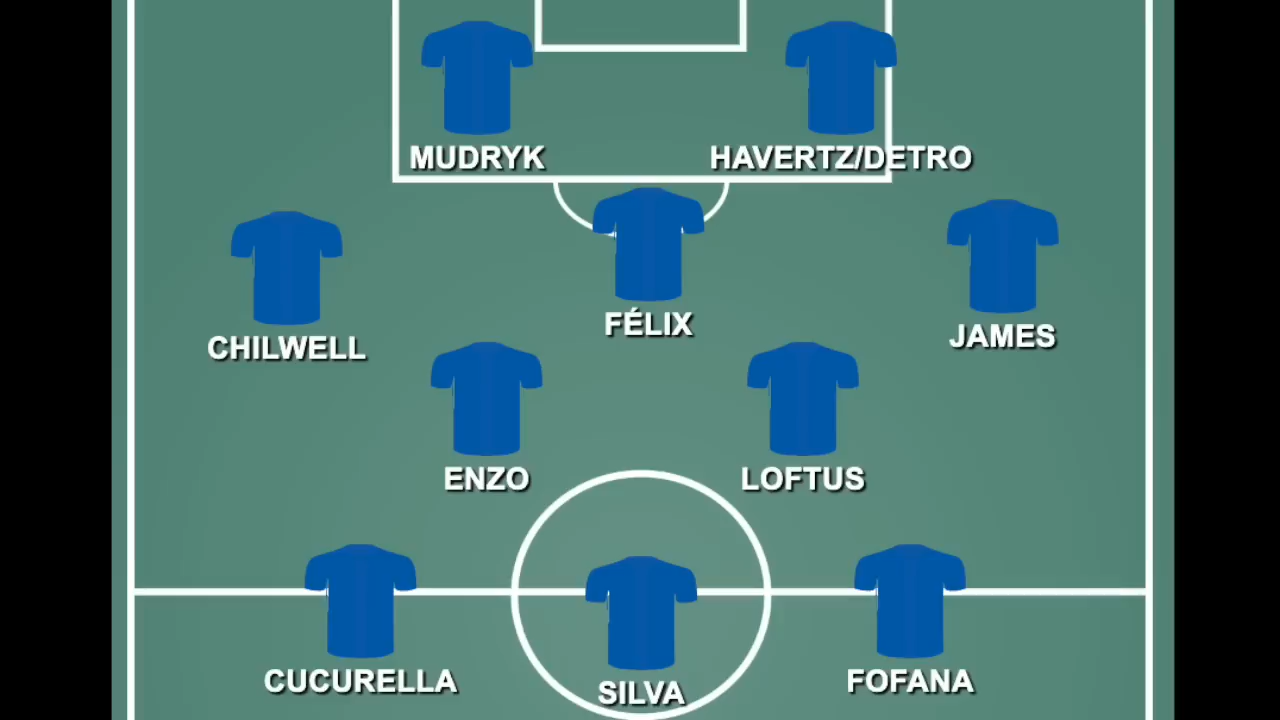 MUDRYK
HAVERTZ/DETRO
FÉLIX
CHILWELL
JAMES
ENZO
LOFTUS
CUCURELLA
SILVA
FOFANA